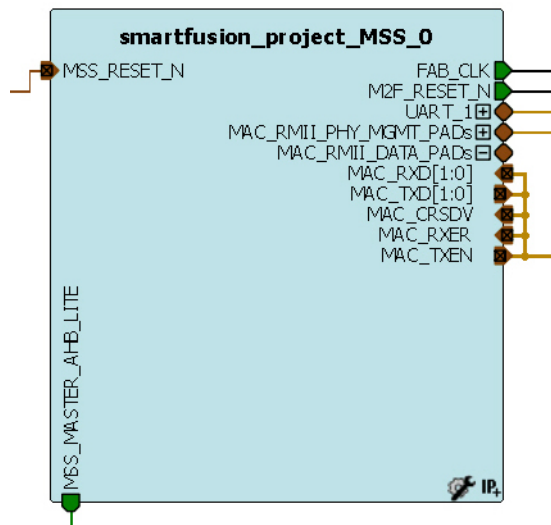 smartfusion_project_MSS_0
MSS_RESET_N
FAB_CLK
M2F_RESET_N
UART_1
MAC_RMII_PHY_MGMT_PADs
MAC_RMII_DATA_PADs
MAC_RXD[1:0]
MAC_TXD[1:0]
MAC_CRSDV
MAC_RXER
MAC_TXEN
MSS_MASTER_AHB_LITE
IP+